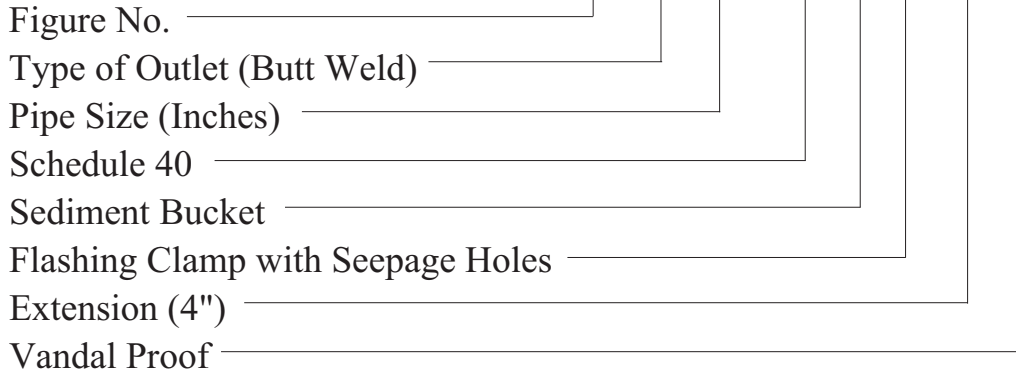 Figure No.
Type of Outlet (Butt Weld)
Pipe Size (Inches)
Schedule 40
Sediment Bucket
Flashing Clamp with Seepage Holes
Extension (4")
Vandal Proof